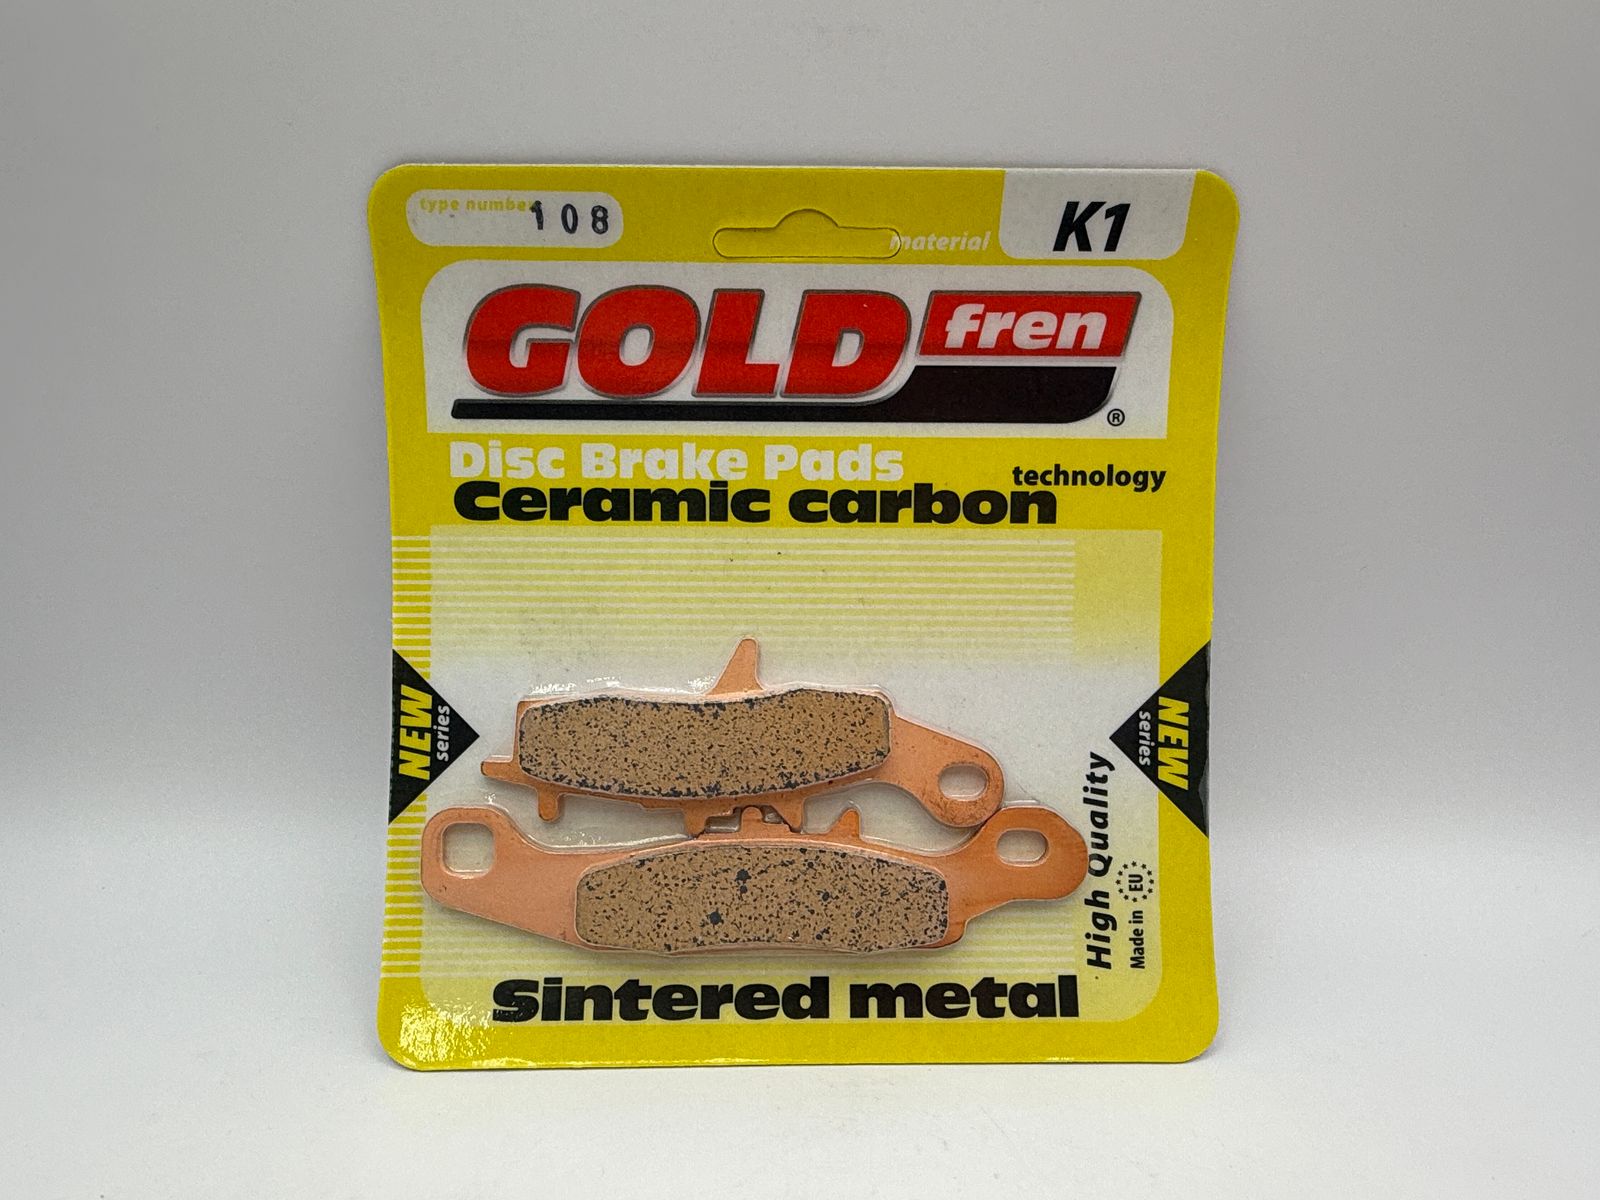 type number 108
material K1
GOLD fren
®
Disc Brake Pads
technology
Ceramic carbon
NEW
series
NEW
series
High Quality
Made in EU
Sintered metal